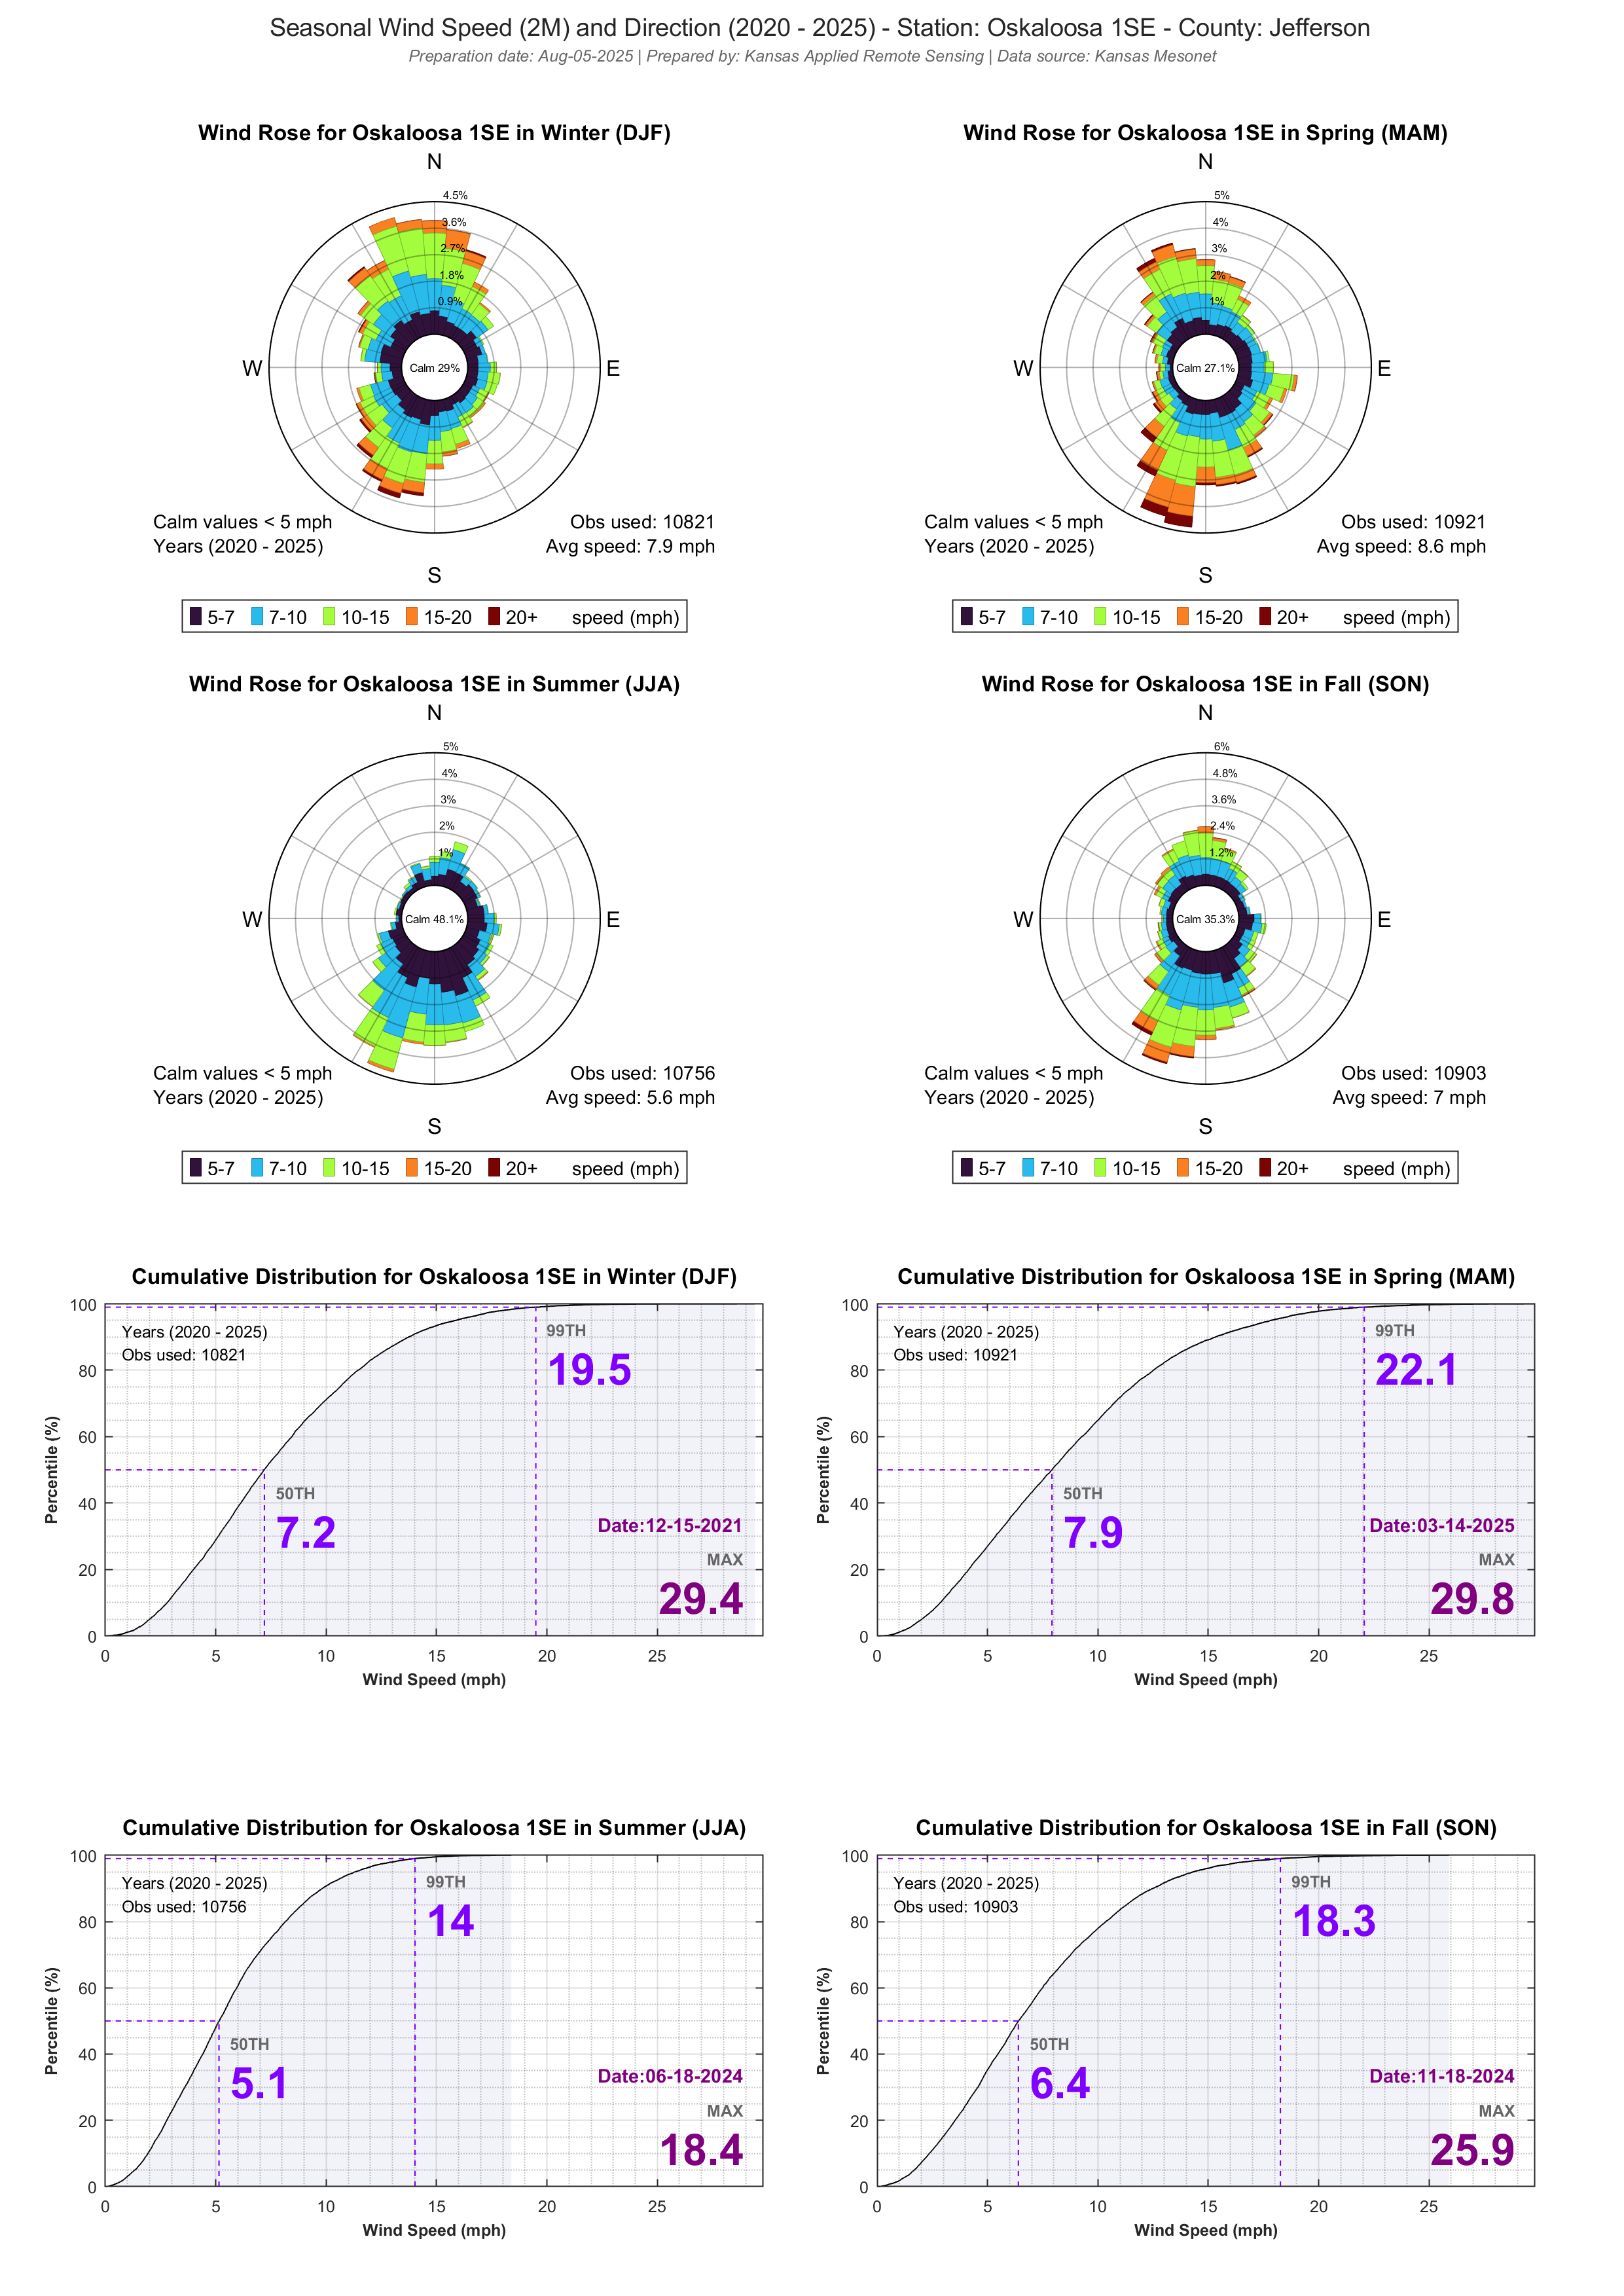 Seasonal Wind Speed (2M) and Direction (2020 - 2025) - Station: Oskaloosa 1SE - County: Jefferson
Preparation date: Aug-05-2025 | Prepared by: Kansas Applied Remote Sensing | Data source: Kansas Mesonet
Wind Rose for Oskaloosa 1SE in Winter (DJF)
N
4.5%
3.6%
2.7%
1.8%
0.9%
W
Calm 29%
E
Calm values < 5 mph
Years (2020 - 2025)
Obs used: 10821
Avg speed: 7.9 mph
S
5-7 7-10 10-15 15-20 20+ speed (mph)
Wind Rose for Oskaloosa 1SE in Spring (MAM)
N
5%
4%
3%
2%
1%
W
Calm 27.1%
E
Calm values < 5 mph
Years (2020 - 2025)
Obs used: 10921
Avg speed: 8.6 mph
S
5-7 7-10 10-15 15-20 20+ speed (mph)
Wind Rose for Oskaloosa 1SE in Summer (JJA)
N
5%
4%
3%
2%
1%
W
Calm 48.1%
E
Calm values < 5 mph
Years (2020 - 2025)
Obs used: 10756
Avg speed: 5.6 mph
S
5-7 7-10 10-15 15-20 20+ speed (mph)
Wind Rose for Oskaloosa 1SE in Fall (SON)
N
6%
4.8%
3.6%
2.4%
1.2%
W
Calm 35.3%
E
Calm values < 5 mph
Years (2020 - 2025)
Obs used: 10903
Avg speed: 7 mph
S
5-7 7-10 10-15 15-20 20+ speed (mph)
Cumulative Distribution for Oskaloosa 1SE in Winter (DJF)
100
80
60
40
20
0
Percentile (%)
Years (2020 - 2025)
Obs used: 10821
99TH
19.5
50TH
7.2
Date:12-15-2021
MAX
29.4
0 5 10 15 20 25
Wind Speed (mph)
Cumulative Distribution for Oskaloosa 1SE in Spring (MAM)
100
80
60
40
20
0
Percentile (%)
Years (2020 - 2025)
Obs used: 10921
99TH
22.1
50TH
7.9
Date:03-14-2025
MAX
29.8
0 5 10 15 20 25
Wind Speed (mph)
Cumulative Distribution for Oskaloosa 1SE in Summer (JJA)
100
80
60
40
20
0
Percentile (%)
Years (2020 - 2025)
Obs used: 10756
99TH
14
50TH
5.1
Date:06-18-2024
MAX
18.4
0 5 10 15 20 25
Wind Speed (mph)
Cumulative Distribution for Oskaloosa 1SE in Fall (SON)
100
80
60
40
20
0
Percentile (%)
Years (2020 - 2025)
Obs used: 10903
99TH
18.3
50TH
6.4
Date:11-18-2024
MAX
25.9
0 5 10 15 20 25
Wind Speed (mph)